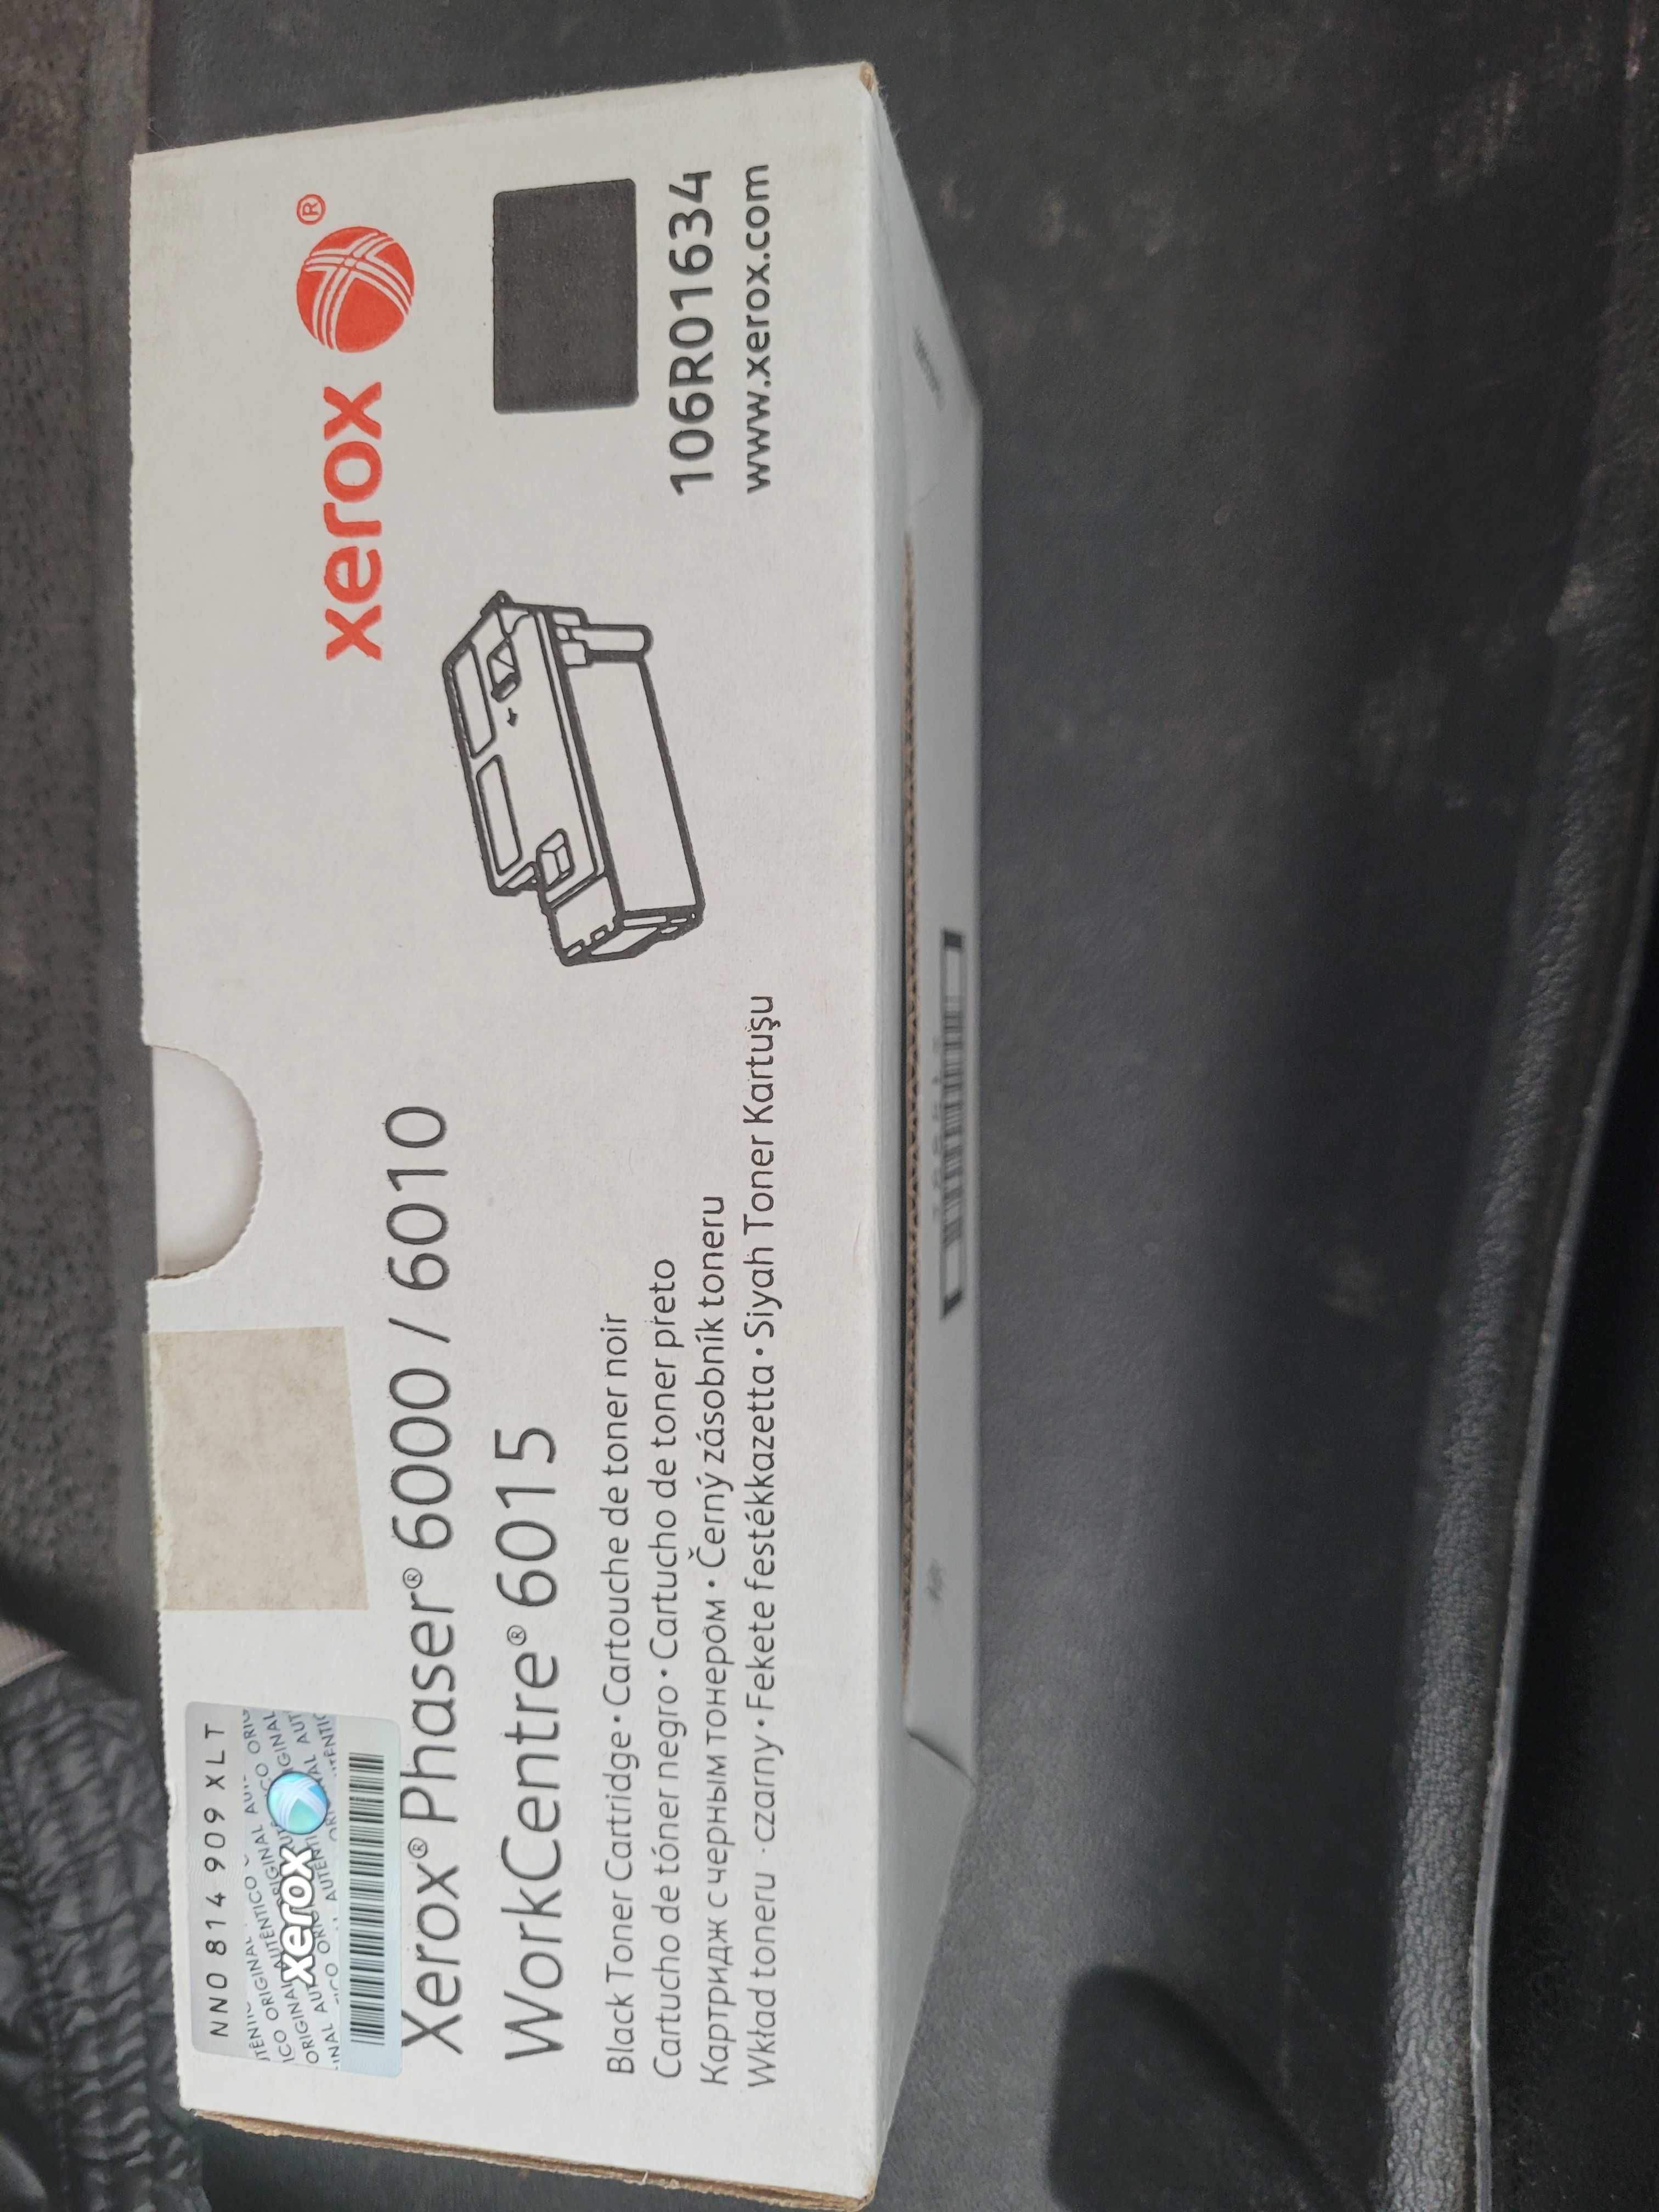 NN0 814 909 XLT
xerox
xerox®
Xerox® Phaser® 6000 / 6010
WorkCentre® 6015
Black Toner Cartridge • Cartouche de toner noir
Cartucho de tóner negro • Cartucho de toner preto
Картридж с черным тонером • Černý zásobník toneru
Wkład toneru - czarny • Fekete festékkazetta • Siyah Toner Kartuşu
106R01634
www.xerox.com